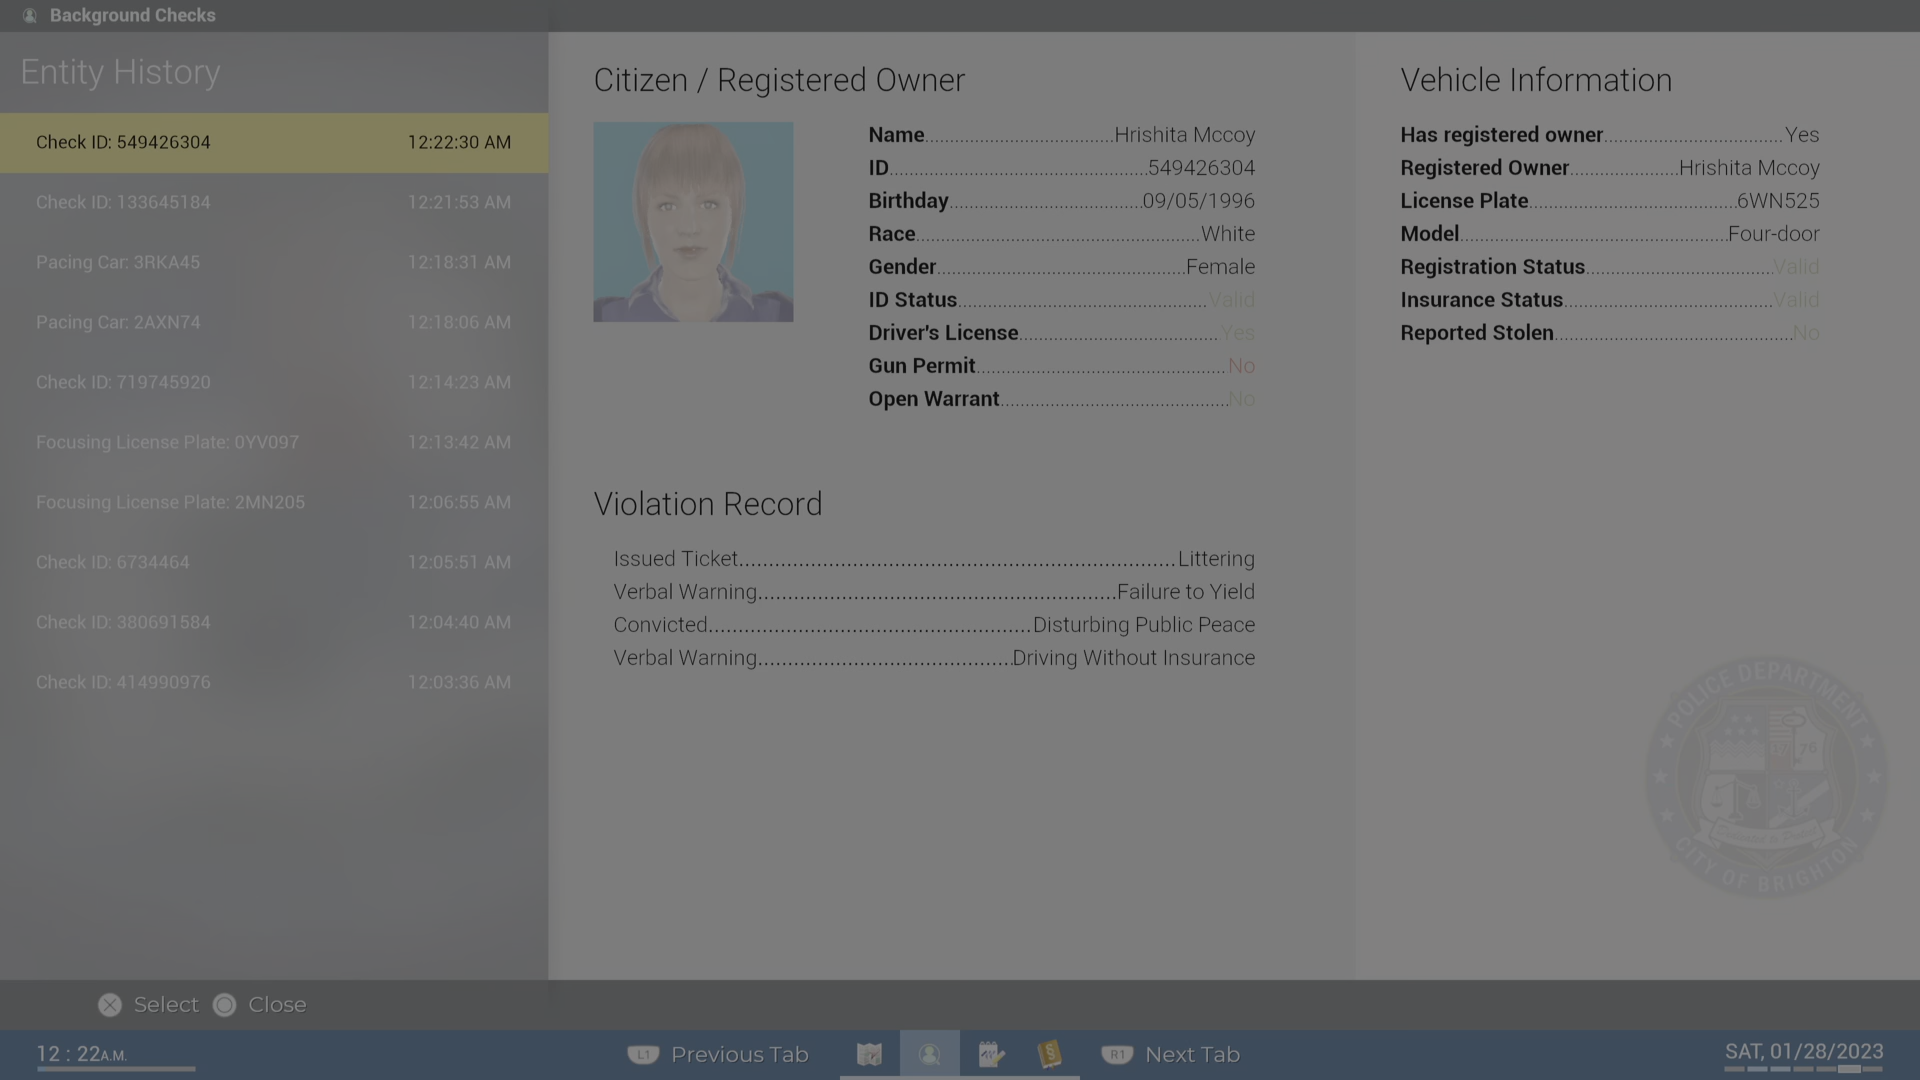 Background Checks
Entity History
Check ID: 549426304 12:22:30 AM
Check ID: 133645184 12:21:53 AM
Pacing Car: 3RKA45 12:18:31 AM
Pacing Car: 2AXN74 12:18:06 AM
Check ID: 719745920 12:14:23 AM
Focusing License Plate: 0YV097 12:13:42 AM
Focusing License Plate: 2MN205 12:06:55 AM
Check ID: 6734464 12:05:51 AM
Check ID: 380691584 12:04:40 AM
Check ID: 414990976 12:03:36 AM
Citizen / Registered Owner
Name Hrishita Mccoy
ID 549426304
Birthday 09/05/1996
Race White
Gender Female
ID Status Valid
Driver's License Yes
Gun Permit No
Open Warrant No
Violation Record
Issued Ticket Littering
Verbal Warning Failure to Yield
Convicted Disturbing Public Peace
Verbal Warning Driving Without Insurance
Vehicle Information
Has registered owner Yes
Registered Owner Hrishita Mccoy
License Plate 6WN525
Model Four-door
Registration Status Valid
Insurance Status Valid
Reported Stolen No
POLICE DEPARTMENT
17 76
CITY OF BRIGHTON
Select Close
12 : 22 A.M.
L1 Previous Tab
R1 Next Tab
SAT, 01/28/2023